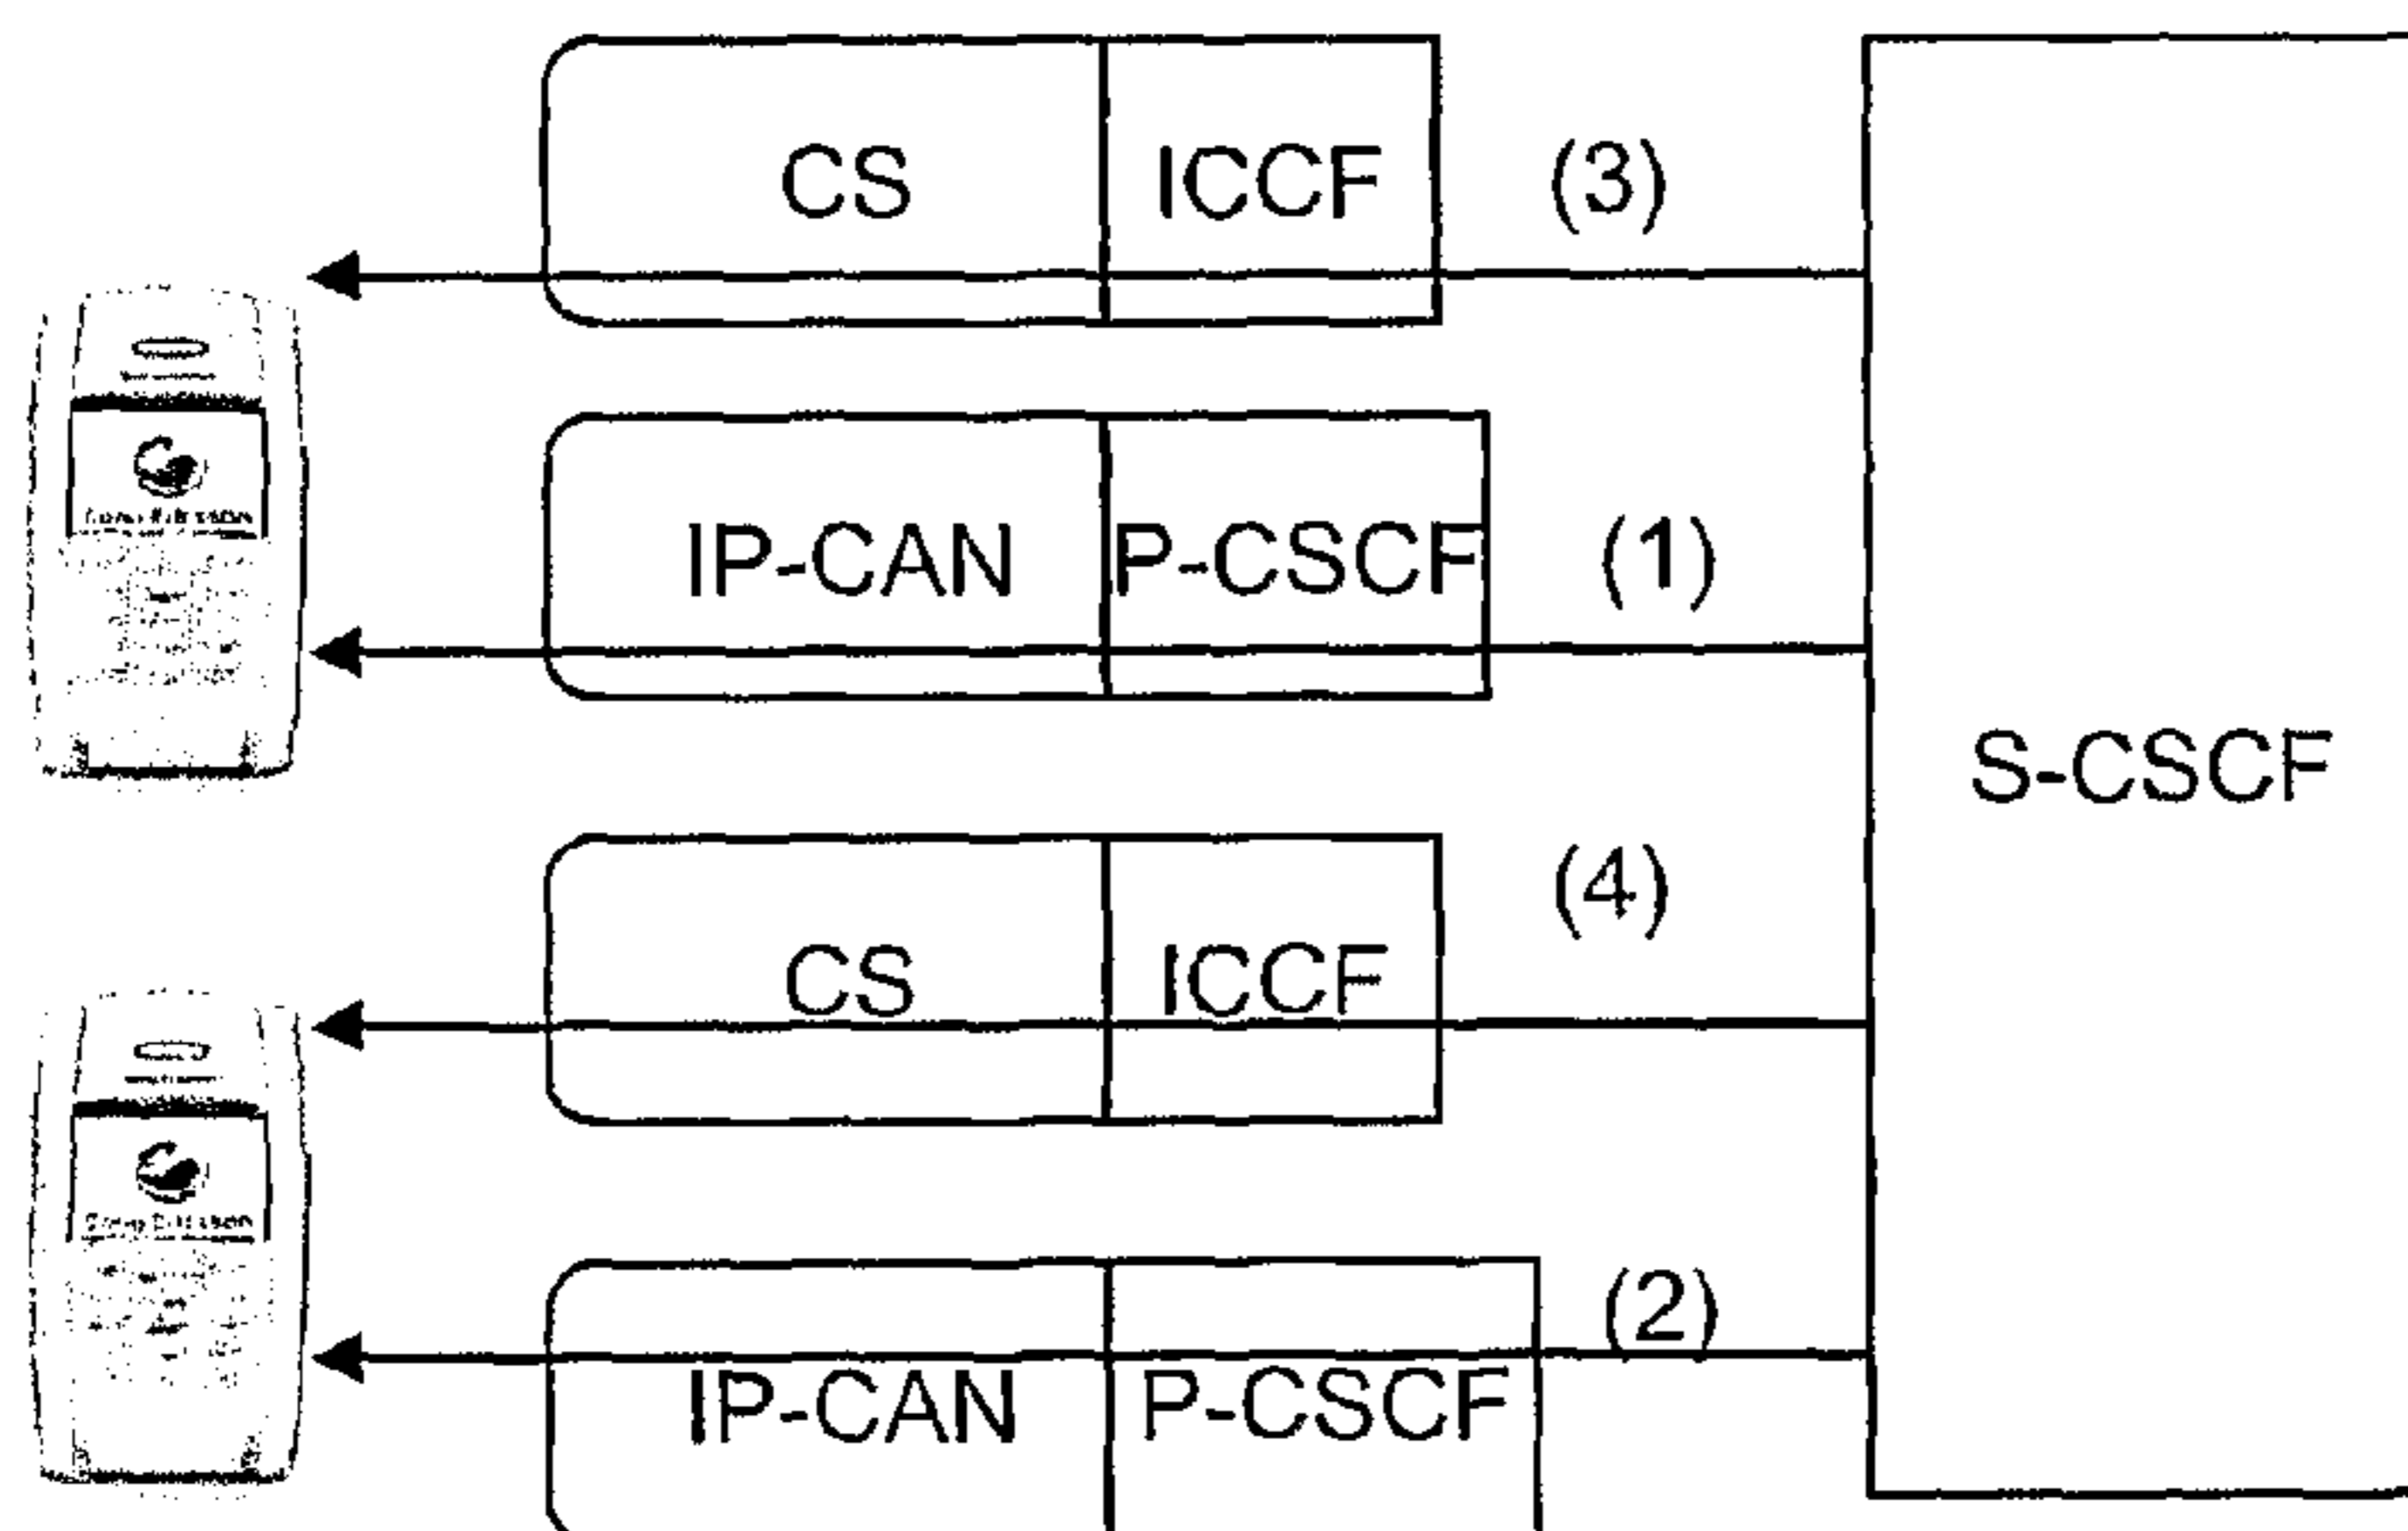 CS ICCF (3)
IP-CAN P-CSCF (1)
S-CSCF
CS ICCF (4)
IP-CAN P-CSCF (2)